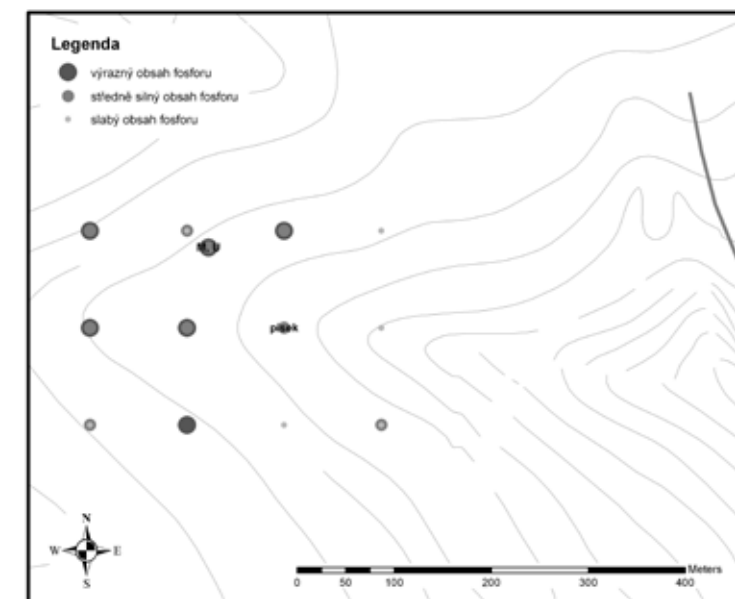 Legenda
výrazný obsah fosforu
středně silný obsah fosforu
slabý obsah fosforu
písek
N
W E
S
Meters
0 50 100 200 300 400